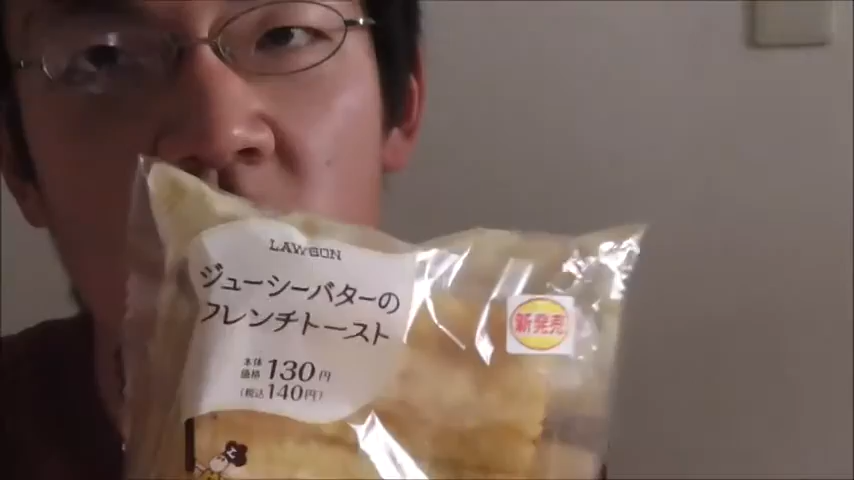 LAWSON
ジューシーバターの
フレンチトースト
本体
価格 130円
(税込 140円)
新発売